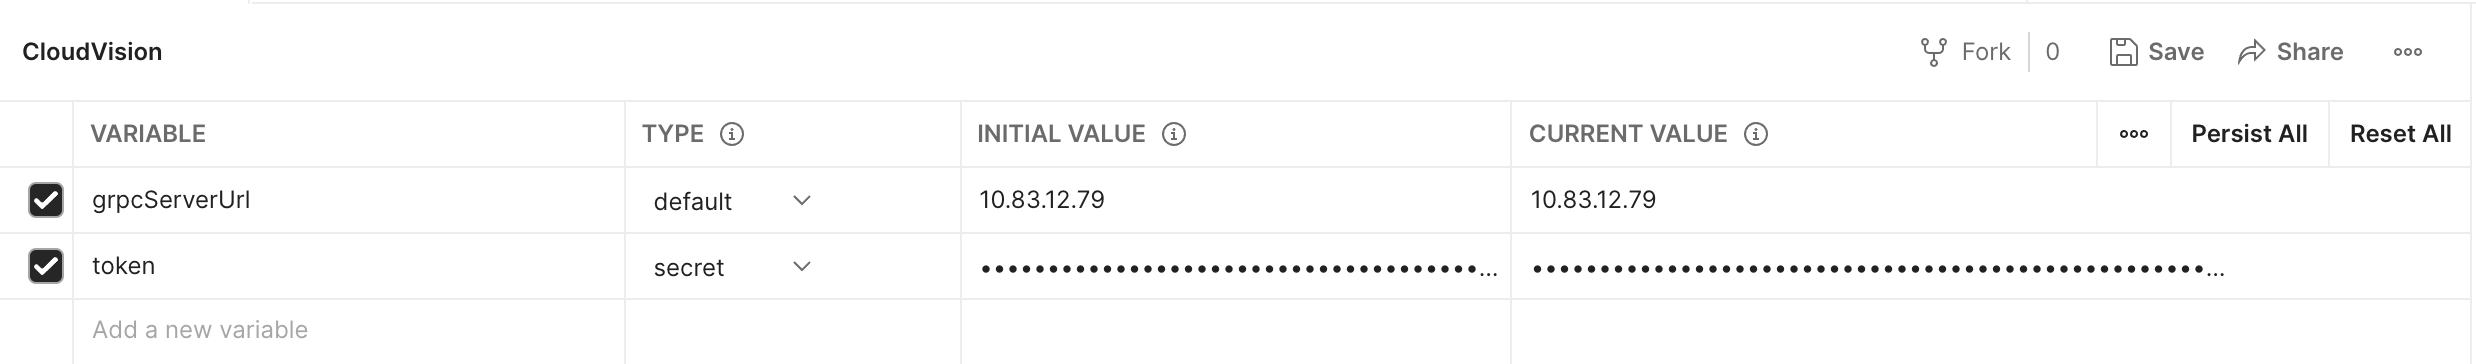 CloudVision Fork 0 Save Share
VARIABLE TYPE INITIAL VALUE CURRENT VALUE Persist All Reset All
grpcServerUrl default 10.83.12.79 10.83.12.79
token secret •••••••••••••••••••••••••••••••••••••... ••••••••••••••••••••••••••••••••••••••••••••••••••...
Add a new variable